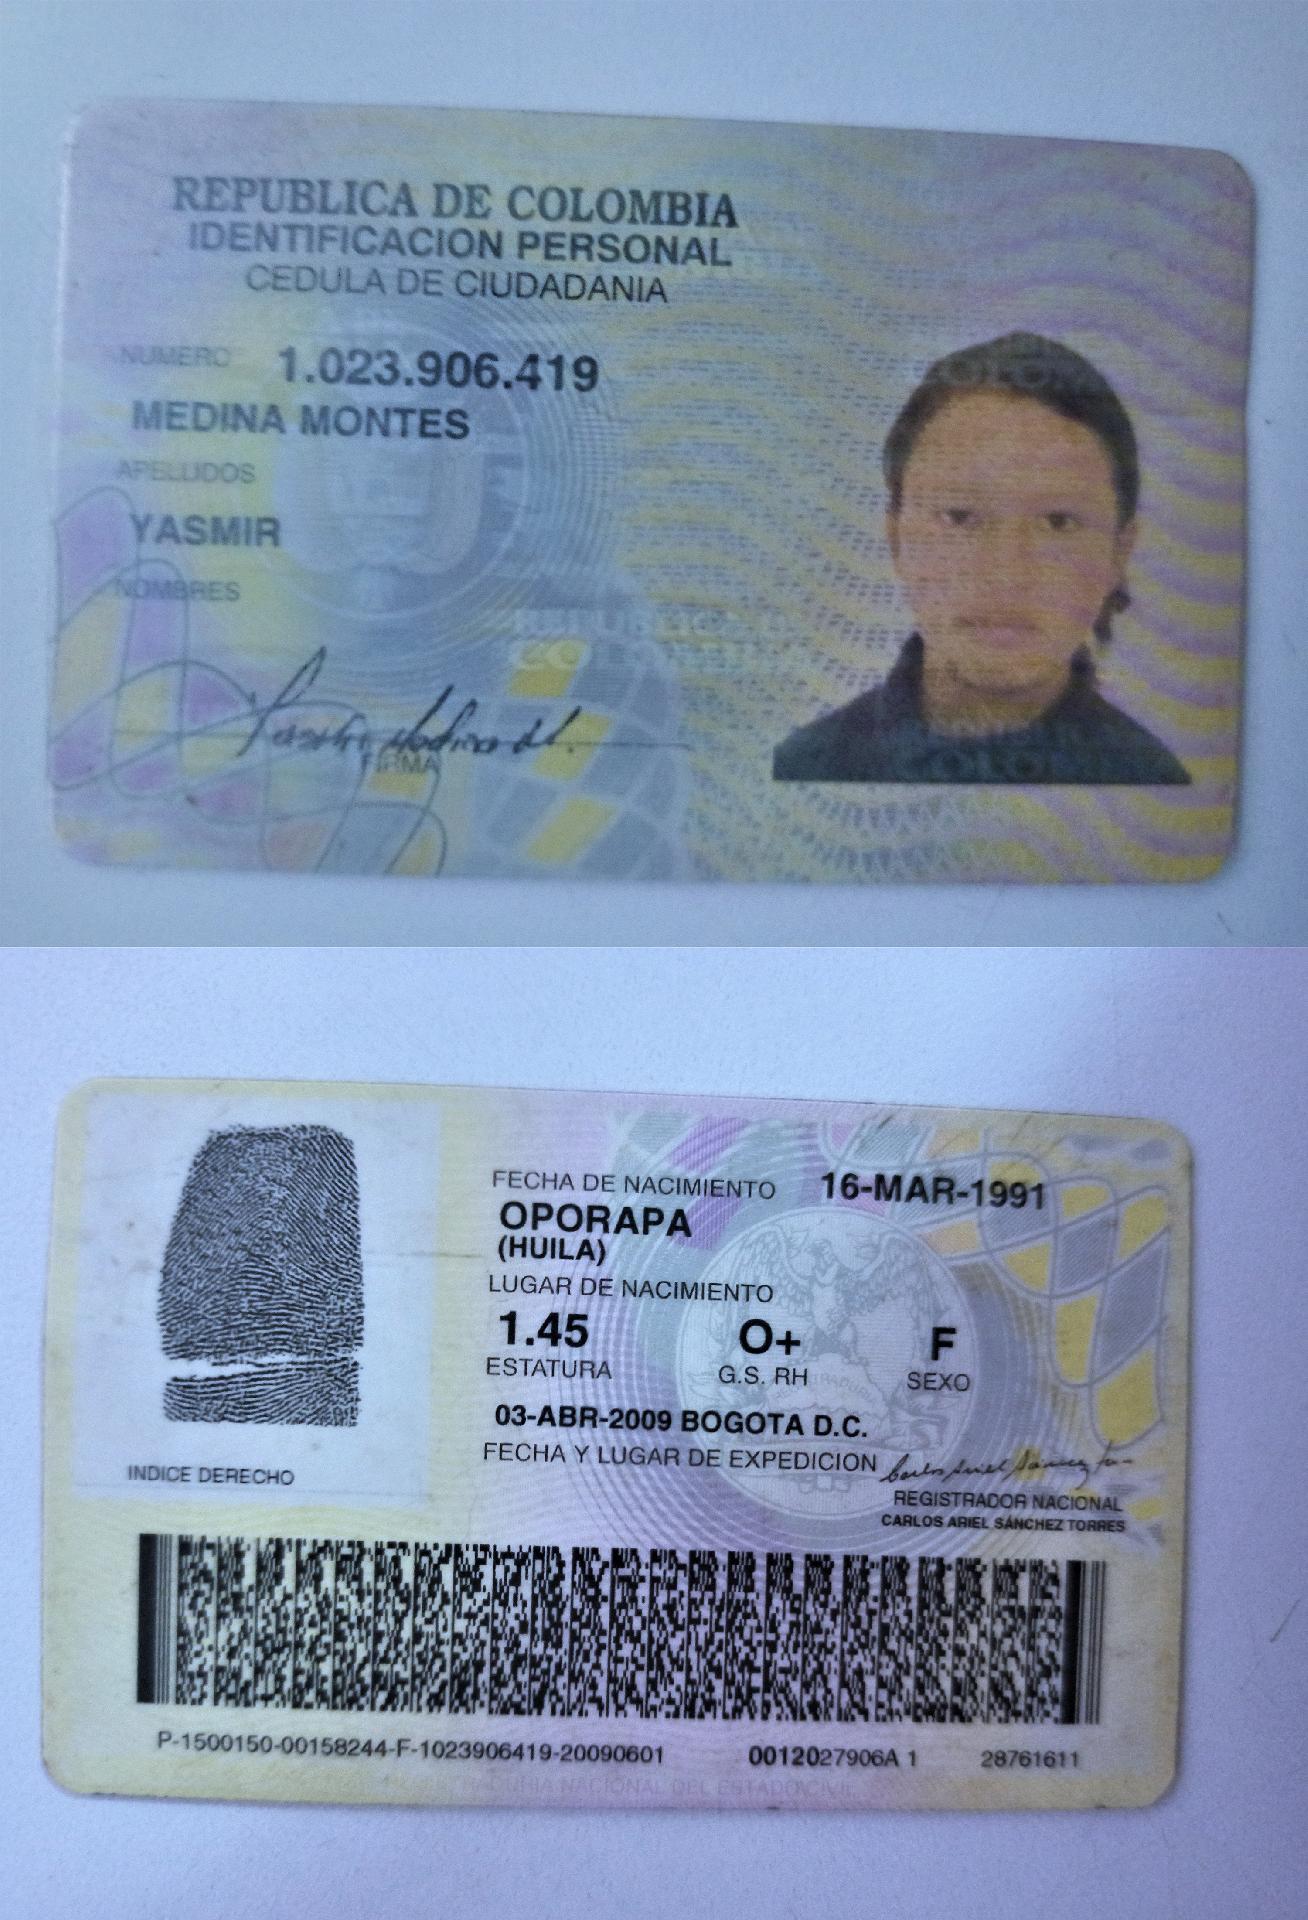 REPUBLICA DE COLOMBIA
IDENTIFICACION PERSONAL
CEDULA DE CIUDADANIA
NUMERO 1.023.906.419
MEDINA MONTES
APELLIDOS
YASMIR
NOMBRES
REPUBLICA
COLOMBIA
FIRMA
FECHA DE NACIMIENTO 16-MAR-1991
OPORAPA
(HUILA)
LUGAR DE NACIMIENTO
1.45 O+ F
ESTATURA G.S. RH SEXO
03-ABR-2009 BOGOTA D.C.
FECHA Y LUGAR DE EXPEDICION
INDICE DERECHO
REGISTRADOR NACIONAL
CARLOS ARIEL SÁNCHEZ TORRES
P-1500150-00158244-F-1023906419-20090601 0012027906A 1 28761611
REGISTRADURIA NACIONAL DEL ESTADO CIVIL